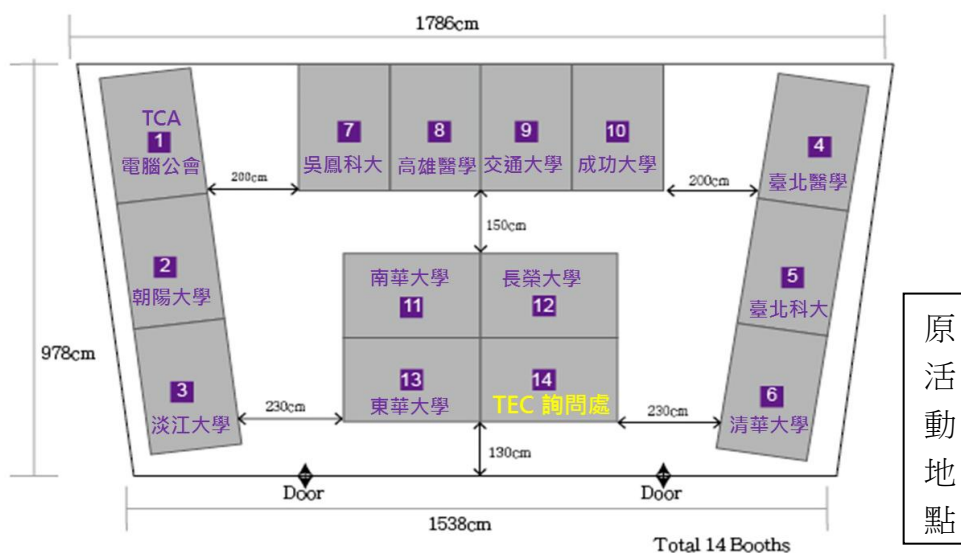 1786cm
TCA
1
電腦公會
7
吳鳳科大
8
高雄醫學
9
交通大學
10
成功大學
4
臺北醫學
200cm
200cm
150cm
2
朝陽大學
南華大學
11
長榮大學
12
5
臺北科大
978cm
3
淡江大學
13
東華大學
14
TEC 詢問處
6
清華大學
230cm
230cm
130cm
Door
Door
1538cm
Total 14 Booths
原
活
動
地
點